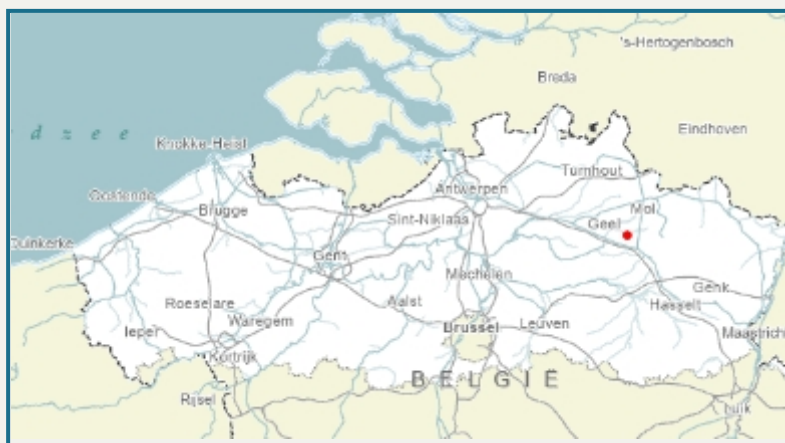 's-Hertogenbosch
Breda
d z e e
Eindhoven
Knokke-Heist
Turnhout
Oostende
Antwerpen
Brugge
Mol
Sint-Niklaas
Geel
Duinkerke
Gent
Mechelen
Genk
Roeselare
Aalst
Hasselt
Waregem
Brussel
Leuven
Ieper
Maastrich
Kortrijk
BELGIË
Rijsel
Luik